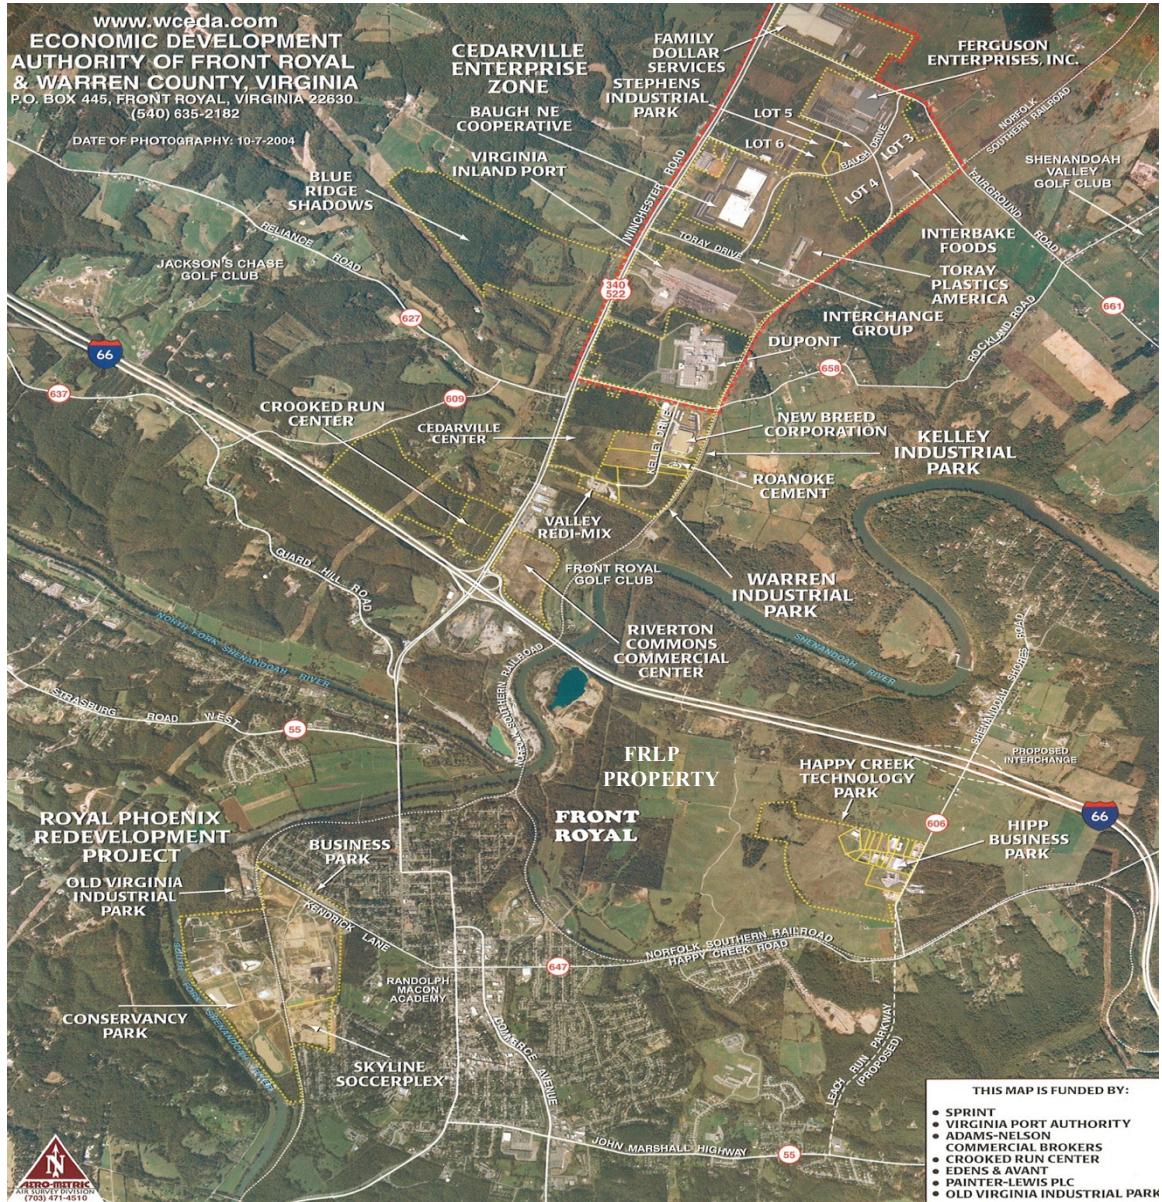 www.wceda.com
ECONOMIC DEVELOPMENT
AUTHORITY OF FRONT ROYAL
& WARREN COUNTY, VIRGINIA
P.O. BOX 445, FRONT ROYAL, VIRGINIA 22630
(540) 635-2182
DATE OF PHOTOGRAPHY: 10-7-2004
CEDARVILLE
ENTERPRISE
ZONE
BAUGH NE
COOPERATIVE
VIRGINIA
INLAND PORT
FAMILY
DOLLAR
SERVICES
STEPHENS
INDUSTRIAL
PARK
LOT 5
LOT 6
FERGUSON
ENTERPRISES, INC.
NORFOLK
SOUTHERN RAILROAD
BAUGH DRIVE
LOT 3
LOT 4
SHENANDOAH
VALLEY
GOLF CLUB
FAIRGROUND
ROAD
BLUE
RIDGE
SHADOWS
RELIANCE
ROAD
JACKSON'S CHASE
GOLF CLUB
WINCHESTER ROAD
TORAY DRIVE
INTERBAKE
FOODS
TORAY
PLASTICS
AMERICA
INTERCHANGE
GROUP
340
522
627
661
ROCKLAND ROAD
DUPONT
66
658
637
609
CROOKED RUN
CENTER
CEDARVILLE
CENTER
KELLEY DRIVE
NEW BREED
CORPORATION
KELLEY
INDUSTRIAL
PARK
ROANOKE
CEMENT
VALLEY
REDI-MIX
GUARD HILL ROAD
FRONT ROYAL
GOLF CLUB
WARREN
INDUSTRIAL
PARK
NORTH FORK SHENANDOAH
RIVER
SHENANDOAH RIVER
RIVERTON
COMMONS
COMMERCIAL
CENTER
NORFOLK SOUTHERN RAILROAD
SHENANDOAH SHORES ROAD
STRASBURG ROAD WEST
55
FRLP
PROPERTY
PROPOSED
INTERCHANGE
HAPPY CREEK
TECHNOLOGY
PARK
FRONT
ROYAL
606
66
HIPP
BUSINESS
PARK
ROYAL PHOENIX
REDEVELOPMENT
PROJECT
BUSINESS
PARK
OLD VIRGINIA
INDUSTRIAL
PARK
KENDRICK LANE
NORFOLK SOUTHERN RAILROAD
HAPPY CREEK ROAD
647
RANDOLPH
MACON
ACADEMY
SOUTH FORK SHENANDOAH RIVER
CONSERVANCY
PARK
SKYLINE
SOCCERPLEX
COMMERCE
AVENUE
LEACH RUN PARKWAY
(PROPOSED)
JOHN MARSHALL HIGHWAY
55
THIS MAP IS FUNDED BY:
• SPRINT
• VIRGINIA PORT AUTHORITY
• ADAMS-NELSON
COMMERCIAL BROKERS
• CROOKED RUN CENTER
• EDENS & AVANT
• PAINTER-LEWIS PLC
• OLD VIRGINIA INDUSTRIAL PARK
N
AERO-METRIC
AIR SURVEY DIVISION
(703) 471-4510